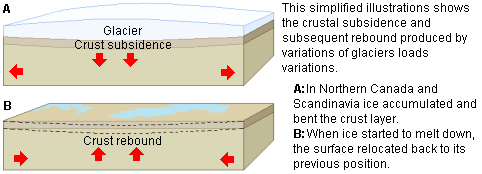 A
Glacier
Crust subsidence
B
Crust rebound
This simplified illustrations shows
the crustal subsidence and
subsequent rebound produced by
variations of glaciers loads
variations.
A: In Northern Canada and
Scandinavia ice accumulated and
bent the crust layer.
B: When ice started to melt down,
the surface relocated back to its
previous position.